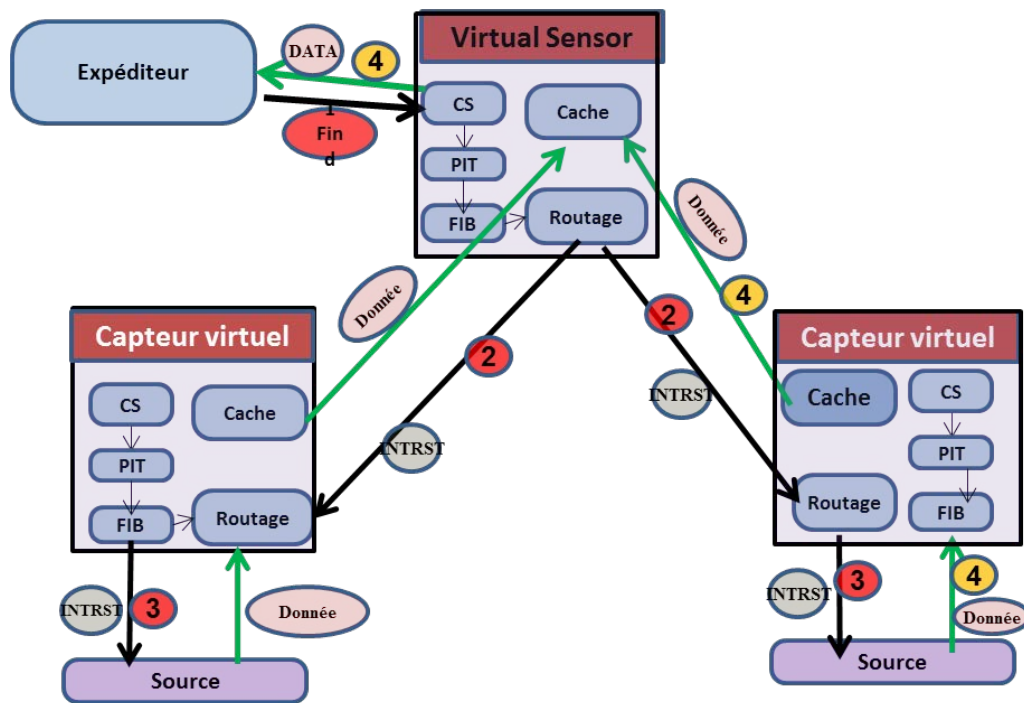 Virtual Sensor
Expéditeur
DATA
4
1
Fin
d
CS
Cache
PIT
FIB
Routage
Donnée
4
Donnée
2
2
INTRST
INTRST
Capteur virtuel
CS
Cache
PIT
FIB
Routage
INTRST
3
Donnée
Source
Capteur virtuel
Cache
CS
PIT
Routage
FIB
INTRST
3
4
Donnée
Source